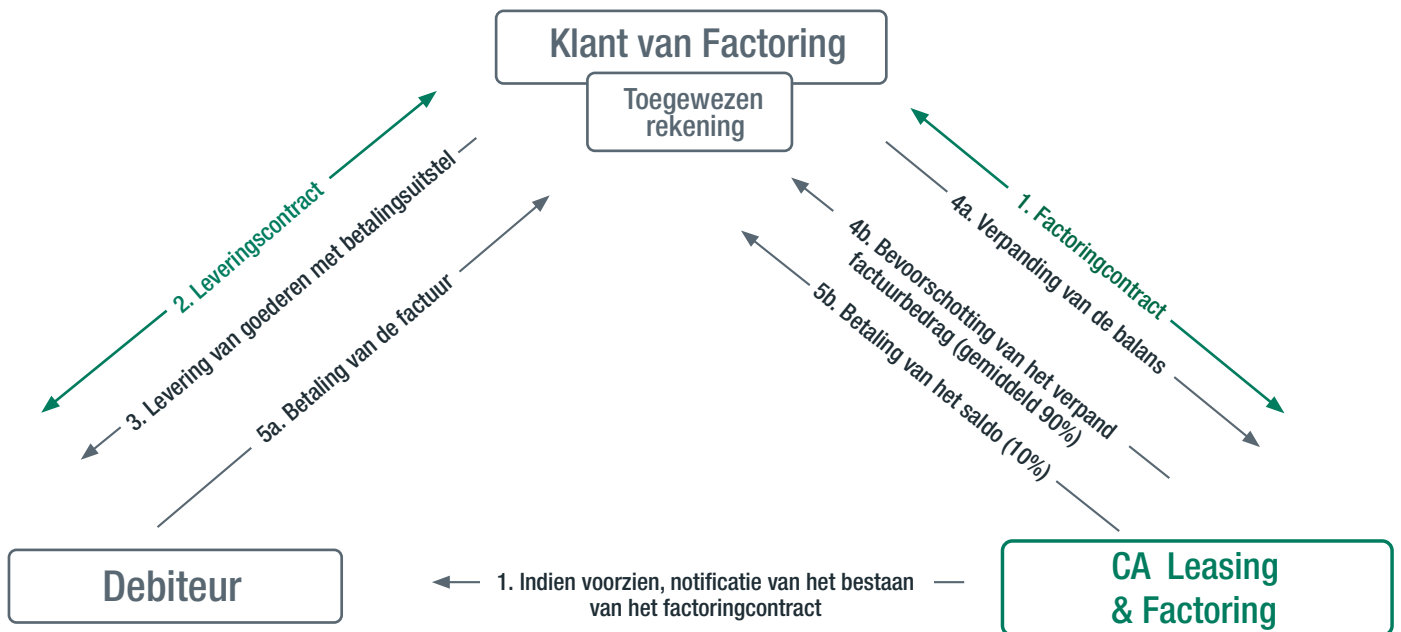 Klant van Factoring
Toegewezen
rekening
2. Leveringscontract
3. Levering van goederen met betalingsuitstel
5a. Betaling van de factuur
1. Factoringcontract
4a. Verpanding van de balans
4b. Bevoorschotting van het verpand
factuurbedrag (gemiddeld 90%)
5b. Betaling van het saldo (10%)
Debiteur
1. Indien voorzien, notificatie van het bestaan
van het factoringcontract
CA Leasing
& Factoring